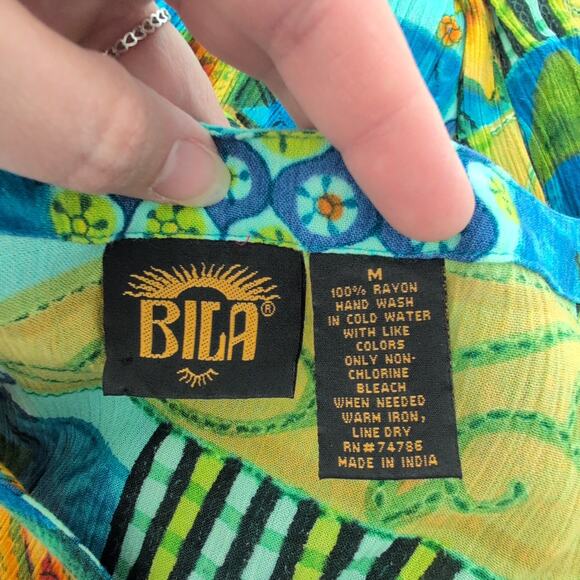 BILA®
M
100% RAYON
HAND WASH
IN COLD WATER
WITH LIKE
COLORS
ONLY NON-
CHLORINE
BLEACH
WHEN NEEDED
WARM IRON,
LINE DRY
RN#74786
MADE IN INDIA